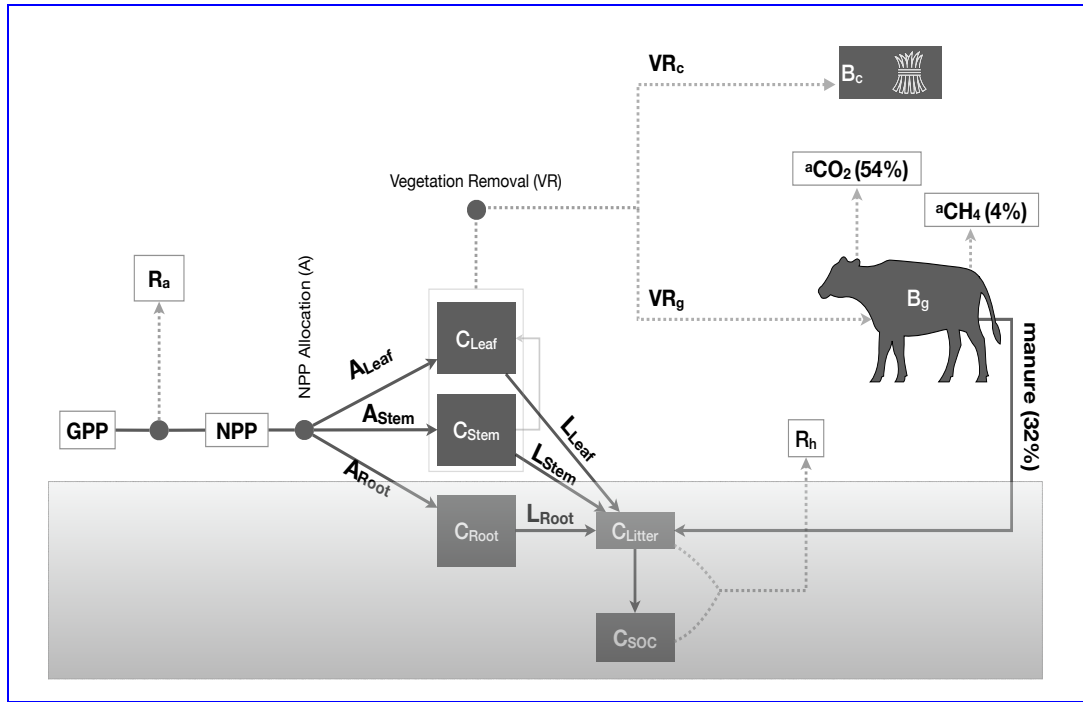 VRc
Bc
aCO2 (54%)
Vegetation Removal (VR)
aCH4 (4%)
Ra
NPP Allocation (A)
VRg
Bg
CLeaf
ALeaf
manure (32%)
GPP
NPP
AStem
CStem
LLeaf
Rh
LStem
ARoot
CRoot
LRoot
CLitter
CSOC